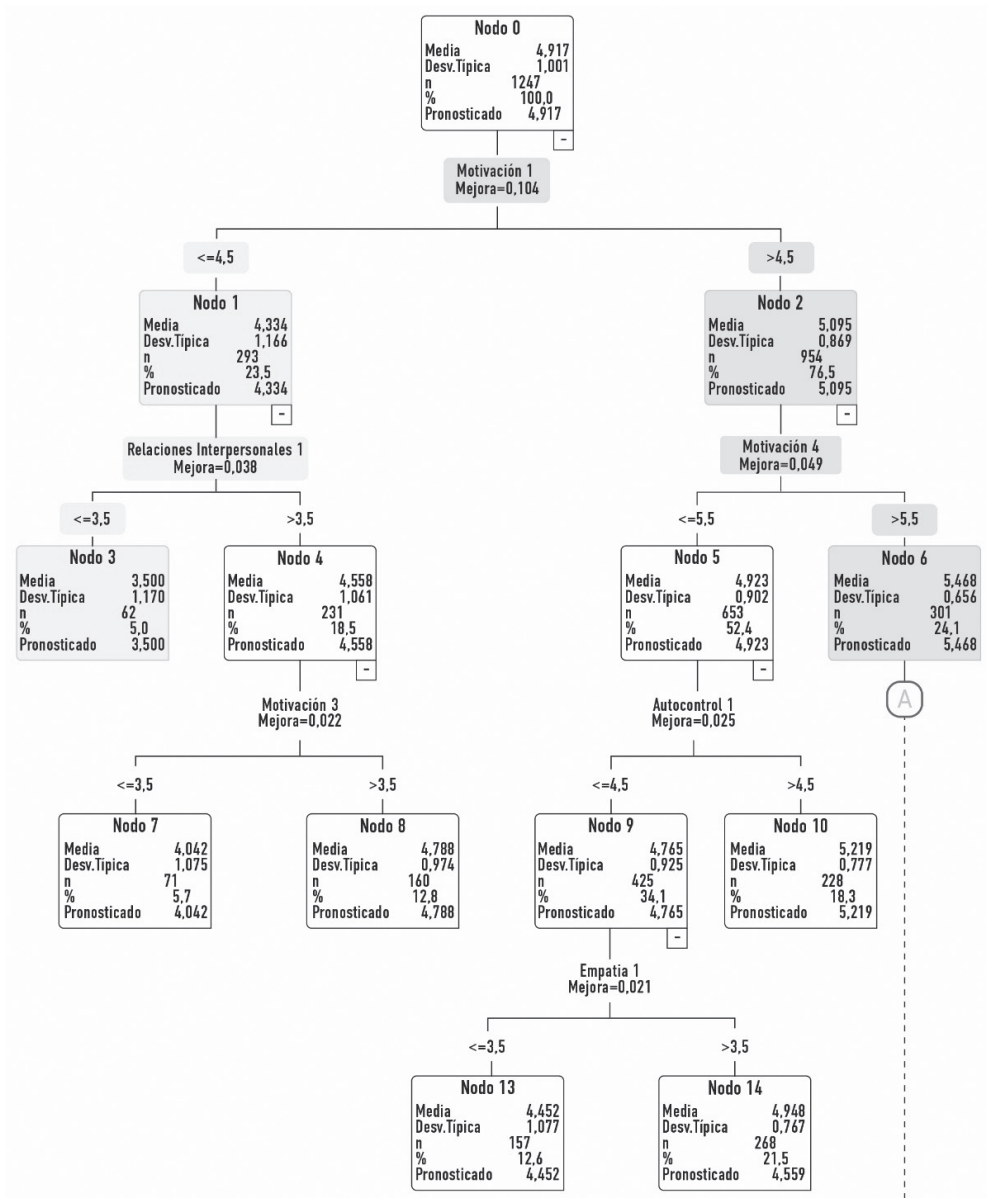 Nodo 0
Media 4,917
Desv.Típica 1,001
n 1247
% 100,0
Pronosticado 4,917
-
Motivación 1
Mejora=0,104
<=4,5
>4,5
Nodo 1
Media 4,334
Desv.Típica 1,166
n 293
% 23,5
Pronosticado 4,334
-
Nodo 2
Media 5,095
Desv.Típica 0,869
n 954
% 76,5
Pronosticado 5,095
-
Relaciones Interpersonales 1
Mejora=0,038
Motivación 4
Mejora=0,049
<=3,5
>3,5
<=5,5
>5,5
Nodo 3
Media 3,500
Desv.Típica 1,170
n 62
% 5,0
Pronosticado 3,500
Nodo 4
Media 4,558
Desv.Típica 1,061
n 231
% 18,5
Pronosticado 4,558
-
Nodo 5
Media 4,923
Desv.Típica 0,902
n 653
% 52,4
Pronosticado 4,923
-
Nodo 6
Media 5,468
Desv.Típica 0,656
n 301
% 24,1
Pronosticado 5,468
A
Motivación 3
Mejora=0,022
Autocontrol 1
Mejora=0,025
<=3,5
>3,5
<=4,5
>4,5
Nodo 7
Media 4,042
Desv.Típica 1,075
n 71
% 5,7
Pronosticado 4,042
Nodo 8
Media 4,788
Desv.Típica 0,974
n 160
% 12,8
Pronosticado 4,788
Nodo 9
Media 4,765
Desv.Típica 0,925
n 425
% 34,1
Pronosticado 4,765
-
Nodo 10
Media 5,219
Desv.Típica 0,777
n 228
% 18,3
Pronosticado 5,219
Empatia 1
Mejora=0,021
<=3,5
>3,5
Nodo 13
Media 4,452
Desv.Típica 1,077
n 157
% 12,6
Pronosticado 4,452
Nodo 14
Media 4,948
Desv.Típica 0,767
n 268
% 21,5
Pronosticado 4,559